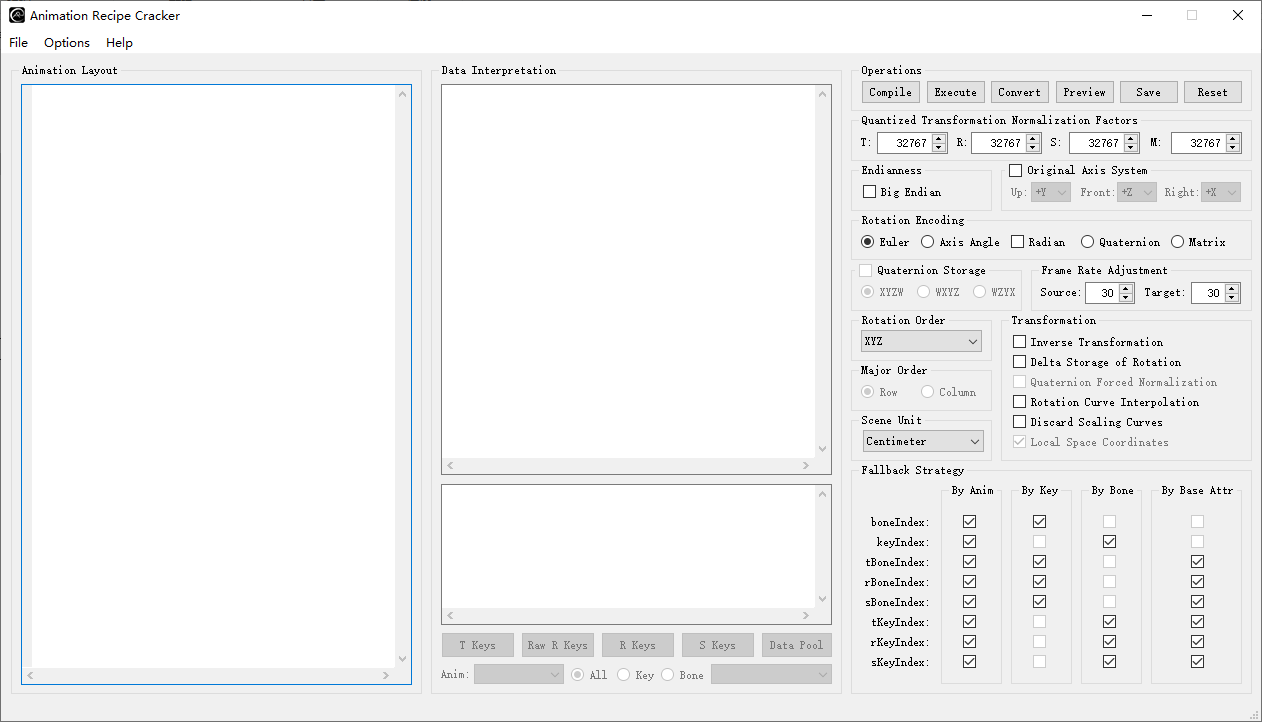 Animation Recipe Cracker
File Options Help
Animation Layout
Data Interpretation
T Keys Raw R Keys R Keys S Keys Data Pool
Anim: All Key Bone
Operations
Compile Execute Convert Preview Save Reset
Quantized Transformation Normalization Factors
T: 32767 R: 32767 S: 32767 M: 32767
Endianness
Big Endian
Original Axis System
Up: +Y Front: +Z Right: +X
Rotation Encoding
Euler Axis Angle Radian Quaternion Matrix
Quaternion Storage
XYZW WXYZ WZYX
Frame Rate Adjustment
Source: 30 Target: 30
Rotation Order
XYZ
Major Order
Row Column
Scene Unit
Centimeter
Transformation
Inverse Transformation
Delta Storage of Rotation
Quaternion Forced Normalization
Rotation Curve Interpolation
Discard Scaling Curves
Local Space Coordinates
Fallback Strategy
By Anim By Key By Bone By Base Attr
boneIndex:
keyIndex:
tBoneIndex:
rBoneIndex:
sBoneIndex:
tKeyIndex:
rKeyIndex:
sKeyIndex: